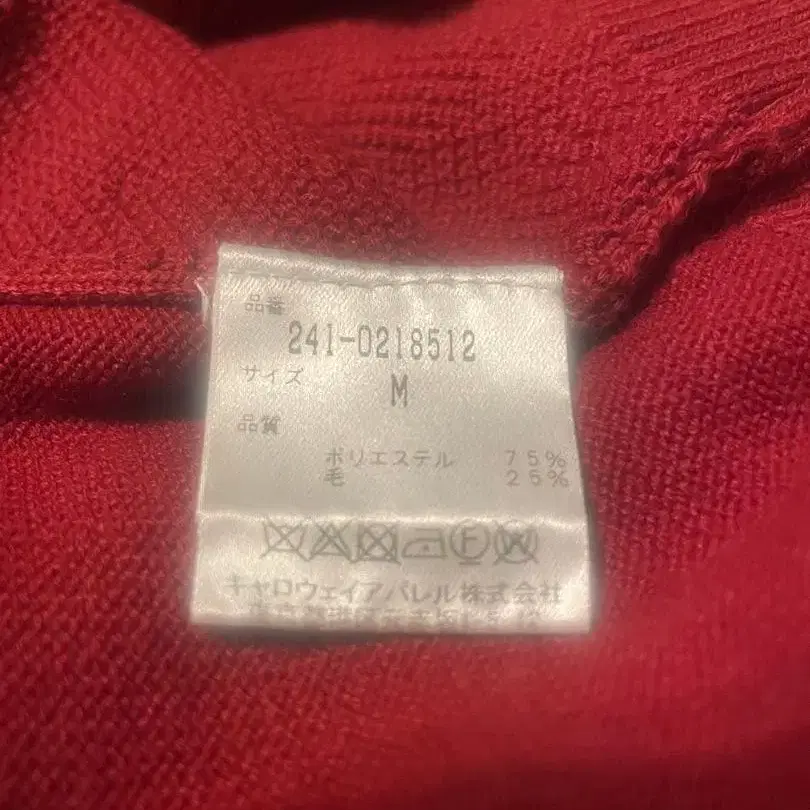 品番
241-0218512
サイズ
M
品質
ポリエステル 75%
毛 25%
F W
キャロウェイアパレル株式会社